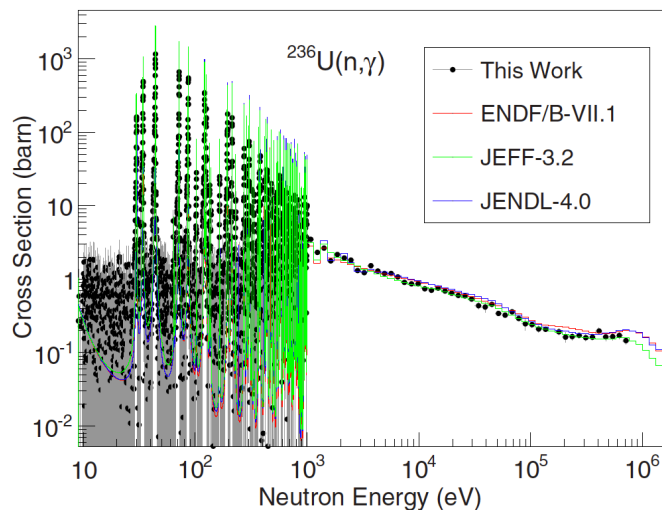 ²³⁶U(n,γ)
This Work
ENDF/B-VII.1
JEFF-3.2
JENDL-4.0
Cross Section (barn)
10³
10²
10
1
10⁻¹
10⁻²
10 10² 10³ 10⁴ 10⁵ 10⁶
Neutron Energy (eV)